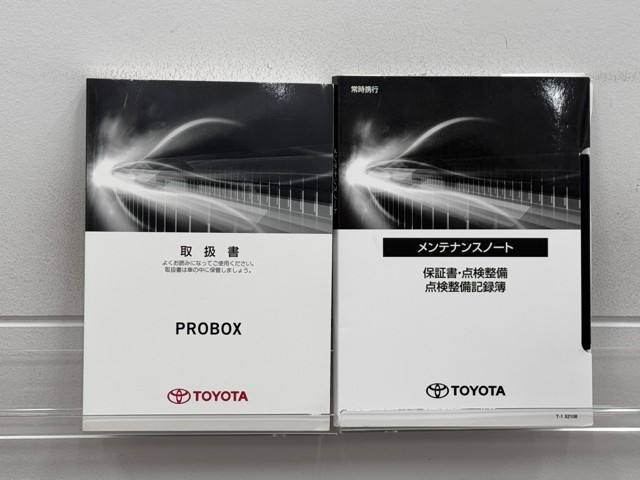 取扱書
よくお読みになってご使用ください。
取扱書は車の中に保管しましょう。
PROBOX
TOYOTA
常時携行
メンテナンスノート
保証書・点検整備
点検整備記録簿
TOYOTA